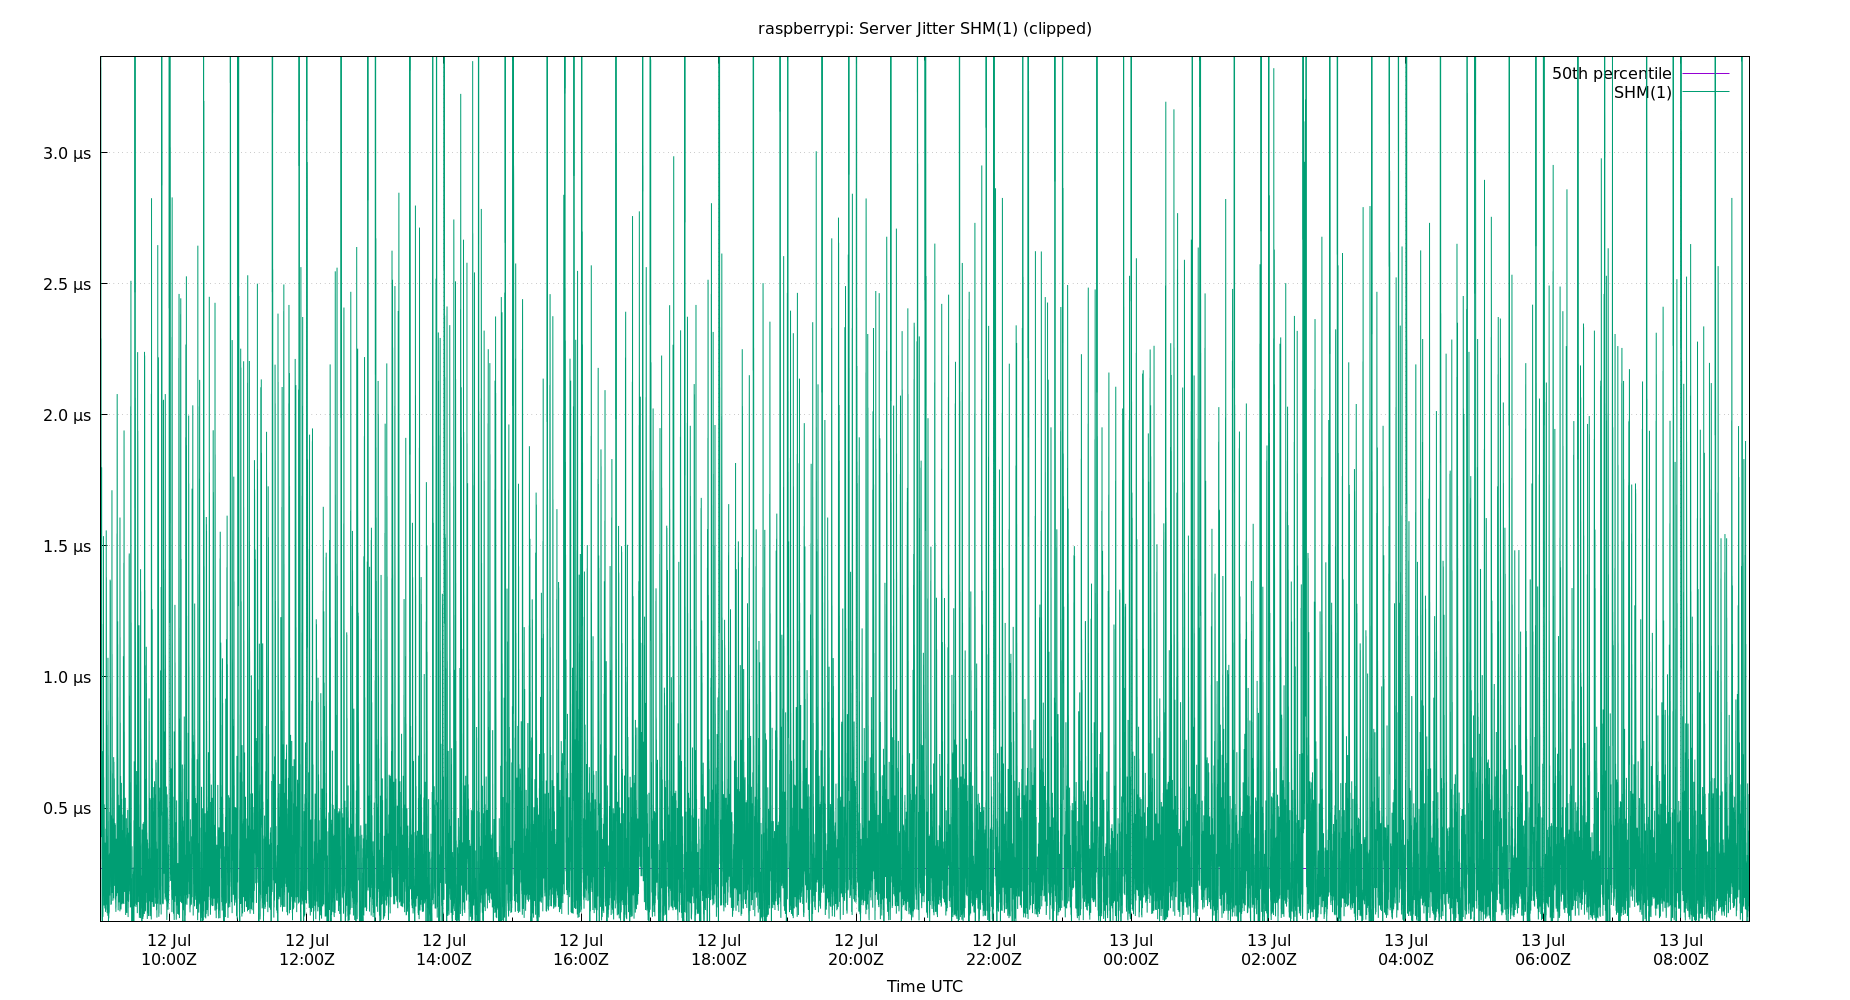 raspberrypi: Server Jitter SHM(1) (clipped)
50th percentile
SHM(1)
3.0 µs
2.5 µs
2.0 µs
1.5 µs
1.0 µs
0.5 µs
12 Jul 12 Jul 12 Jul 12 Jul 12 Jul 12 Jul 12 Jul 13 Jul 13 Jul 13 Jul 13 Jul 13 Jul
10:00Z 12:00Z 14:00Z 16:00Z 18:00Z 20:00Z 22:00Z 00:00Z 02:00Z 04:00Z 06:00Z 08:00Z
Time UTC